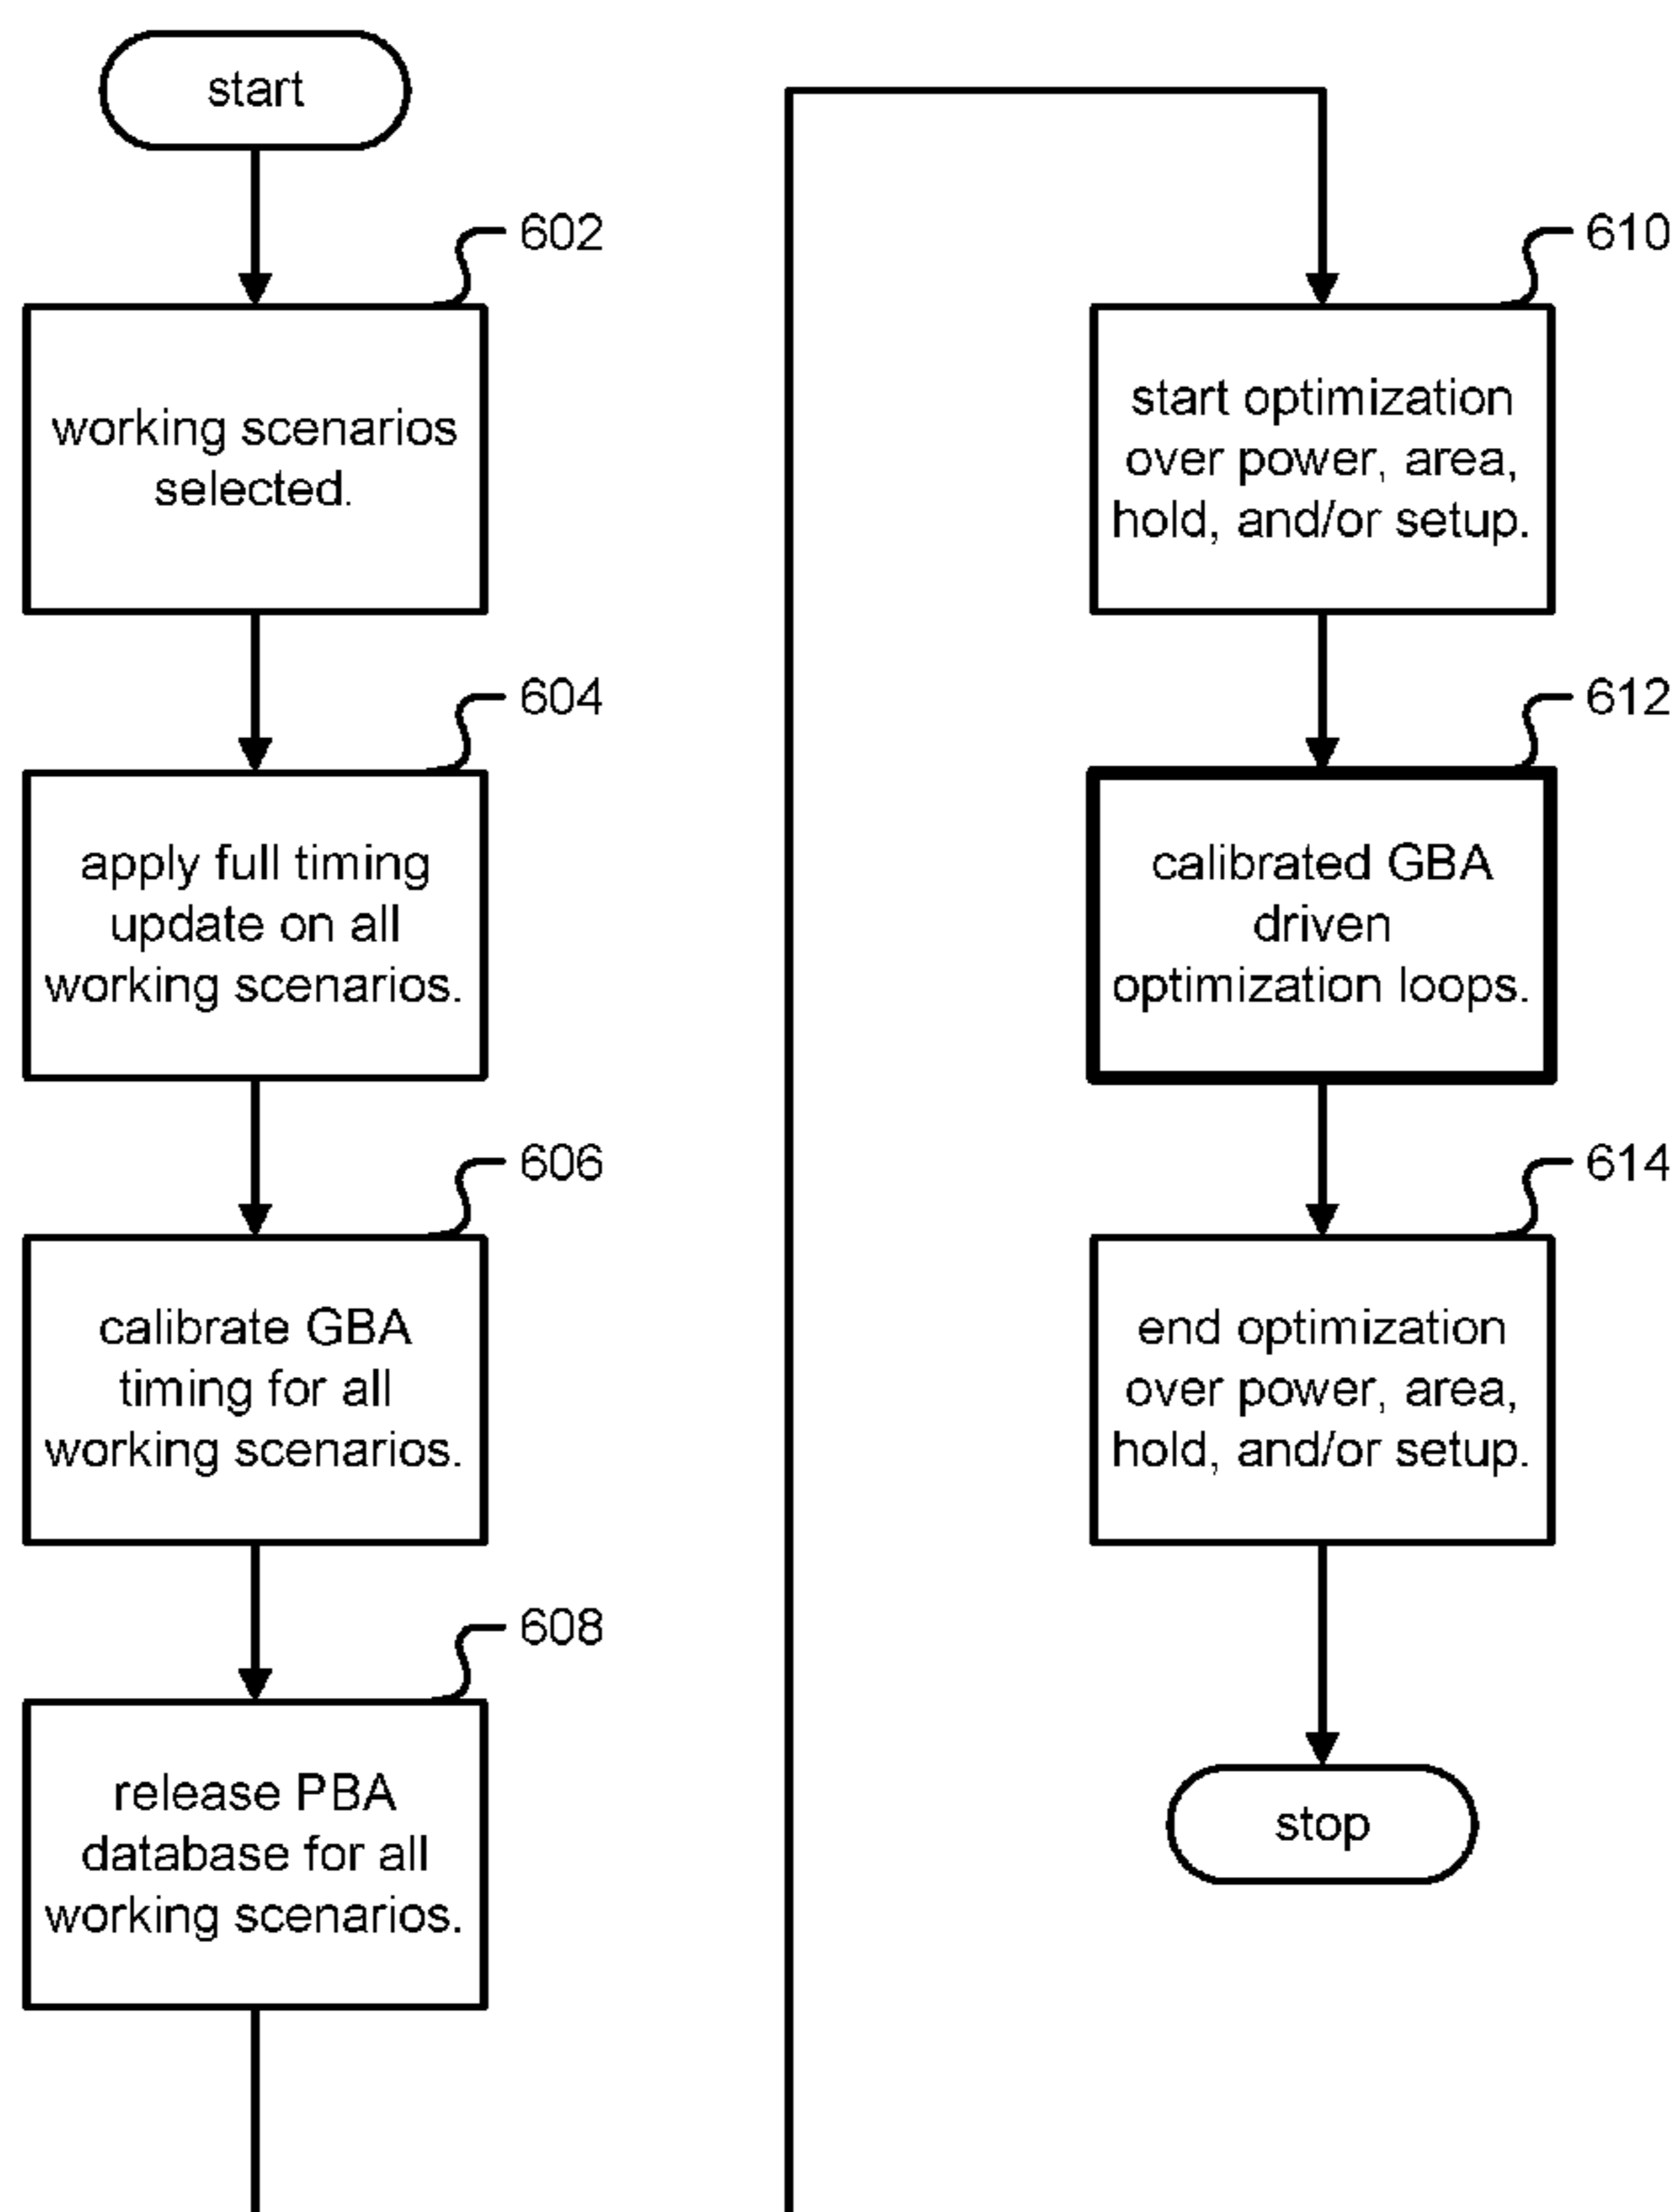 start
602
working scenarios
selected.
604
apply full timing
update on all
working scenarios.
606
calibrate GBA
timing for all
working scenarios.
608
release PBA
database for all
working scenarios.
610
start optimization
over power, area,
hold, and/or setup.
612
calibrated GBA
driven
optimization loops.
614
end optimization
over power, area,
hold, and/or setup.
stop